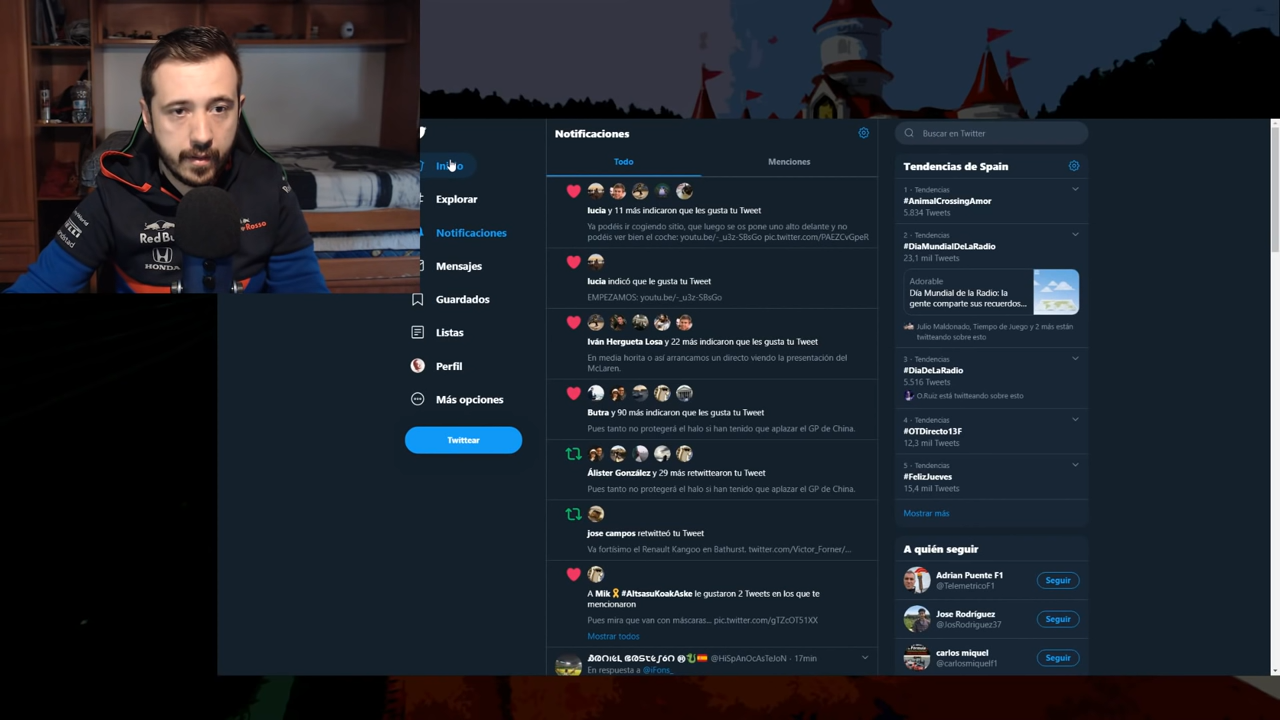 Red Bull
HONDA
Inicio
Explorar
Notificaciones
Mensajes
Guardados
Listas
Perfil
Más opciones
Twittear
Notificaciones
Todo
Menciones
lucia y 11 más indicaron que les gusta tu Tweet
Ya podéis ir cogiendo sitio, que luego se os pone uno alto delante y no
podéis ver bien el coche: youtu.be/-_u3z-SBsGo pic.twitter.com/PAEZCvGpeR
lucia indicó que le gusta tu Tweet
EMPEZAMOS: youtu.be/-_u3z-SBsGo
Iván Hergueta Losa y 22 más indicaron que les gusta tu Tweet
En media horita o así arrancamos un directo viendo la presentación del
McLaren.
Butra y 90 más indicaron que les gusta tu Tweet
Pues tanto no protegerá el halo si han tenido que aplazar el GP de China.
Álister González y 29 más retwittearon tu Tweet
Pues tanto no protegerá el halo si han tenido que aplazar el GP de China.
jose campos retwitteó tu Tweet
Va fortísimo el Renault Kangoo en Bathurst. twitter.com/Victor_Forner/...
A Mik🎗 #AltsasuKoakAske le gustaron 2 Tweets en los que te
mencionaron
Pues mira que van con máscaras... pic.twitter.com/gTZcOT51XX
Mostrar todos
@HiSpAnOcAsTeJoN · 17min
En respuesta a @iFons_
Buscar en Twitter
Tendencias de Spain
1 · Tendencias
#AnimalCrossingAmor
5.834 Tweets
2 · Tendencias
#DiaMundialDeLaRadio
23,1 mil Tweets
Adorable
Día Mundial de la Radio: la
gente comparte sus recuerdos...
Julio Maldonado, Tiempo de Juego y 2 más están
twitteando sobre esto
3 · Tendencias
#DiaDeLaRadio
5.516 Tweets
O.Ruiz está twitteando sobre esto
4 · Tendencias
#OTDirecto13F
12,3 mil Tweets
5 · Tendencias
#FelizJueves
15,4 mil Tweets
Mostrar más
A quién seguir
Adrian Puente F1
@TelemetricoF1
Seguir
Jose Rodríguez
@JosRodriguez37
Seguir
carlos miquel
@carlosmiquelf1
Seguir